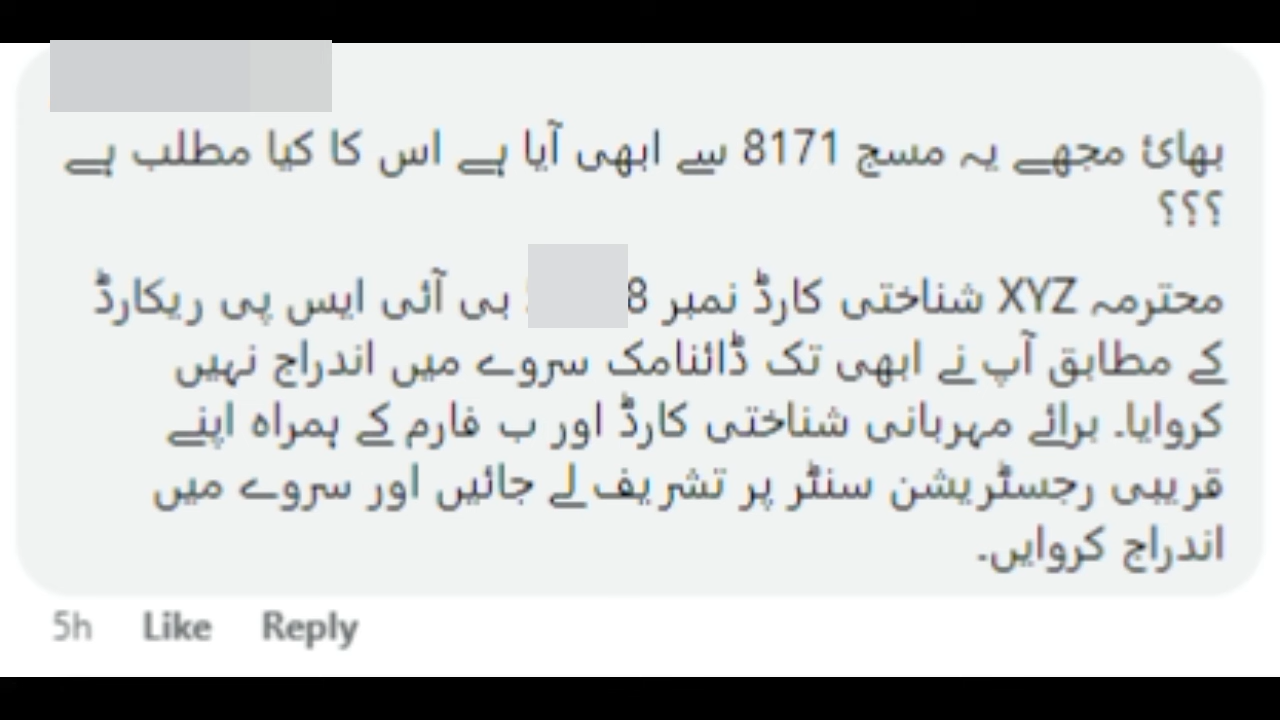 بھائ مجھے یہ مسج 8171 سے ابھی آیا ہے اس کا کیا مطلب ہے
؟؟؟
محترمہ XYZ شناختی کارڈ نمبر 8 بی آئی ایس پی ریکارڈ
کے مطابق آپ نے ابھی تک ڈائنامک سروے میں اندراج نہیں
کروایا۔ برائے مہربانی شناختی کارڈ اور ب فارم کے ہمراہ اپنے
قریبی رجسٹریشن سنٹر پر تشریف لے جائیں اور سروے میں
اندراج کروایں۔
5h Like Reply